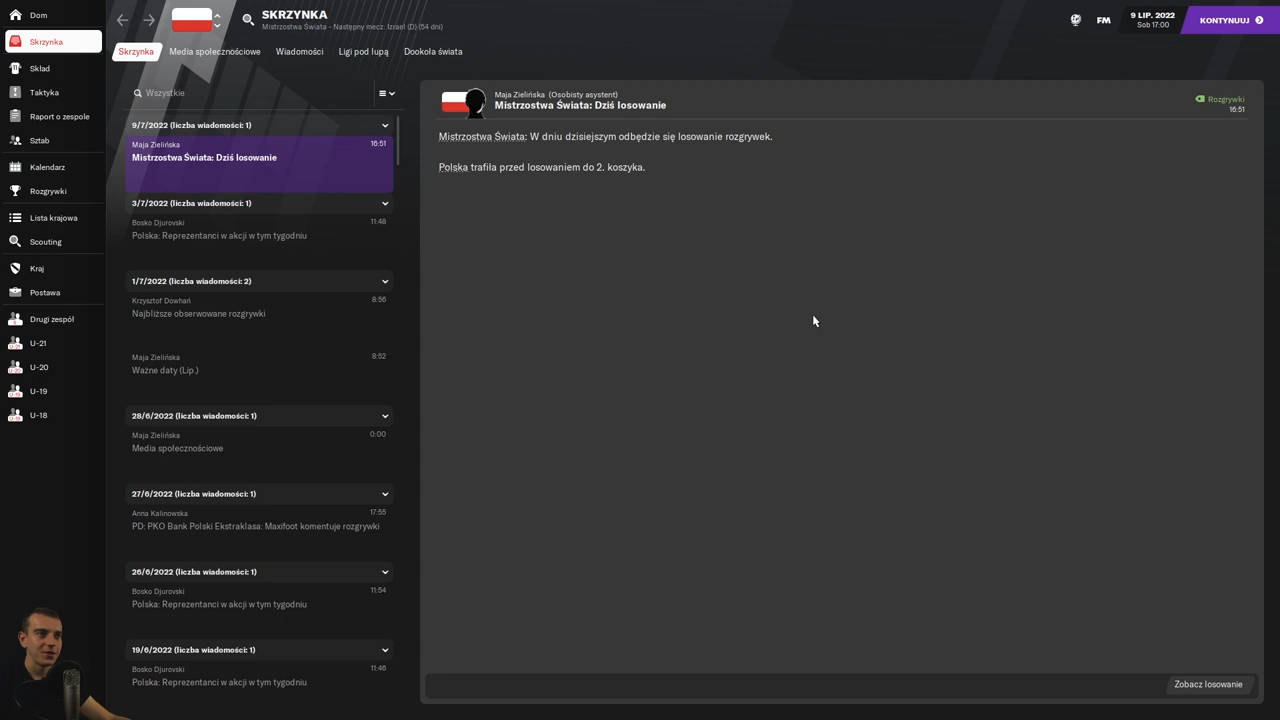 Dom
Skrzynka
Skład
Taktyka
Raport o zespole
Sztab
Kalendarz
Rozgrywki
Lista krajowa
Scouting
Kraj
Postawa
Drugi zespół
U-21
U-20
U-19
U-18
SKRZYNKA
Mistrzostwa Świata - Następny mecz: Izrael (D) (54 dni)
FM
9 LIP. 2022
Sob 17:00
KONTYNUUJ
Skrzynka Media społecznościowe Wiadomości Ligi pod lupą Dookoła świata
Wszystkie
9/7/2022 (liczba wiadomości: 1)
Maja Zielińska 16:51
Mistrzostwa Świata: Dziś losowanie
3/7/2022 (liczba wiadomości: 1)
Bosko Djurovski 11:48
Polska: Reprezentanci w akcji w tym tygodniu
1/7/2022 (liczba wiadomości: 2)
Krzysztof Dowhań 8:56
Najbliższe obserwowane rozgrywki
Maja Zielińska 8:52
Ważne daty (Lip.)
28/6/2022 (liczba wiadomości: 1)
Maja Zielińska 0:00
Media społecznościowe
27/6/2022 (liczba wiadomości: 1)
Anna Kalinowska 17:55
PD: PKO Bank Polski Ekstraklasa: Maxifoot komentuje rozgrywki
26/6/2022 (liczba wiadomości: 1)
Bosko Djurovski 11:54
Polska: Reprezentanci w akcji w tym tygodniu
19/6/2022 (liczba wiadomości: 1)
Bosko Djurovski 11:46
Polska: Reprezentanci w akcji w tym tygodniu
Maja Zielińska (Osobisty asystent)
Mistrzostwa Świata: Dziś losowanie
Rozgrywki
16:51
Mistrzostwa Świata: W dniu dzisiejszym odbędzie się losowanie rozgrywek.
Polska trafiła przed losowaniem do 2. koszyka.
Zobacz losowanie